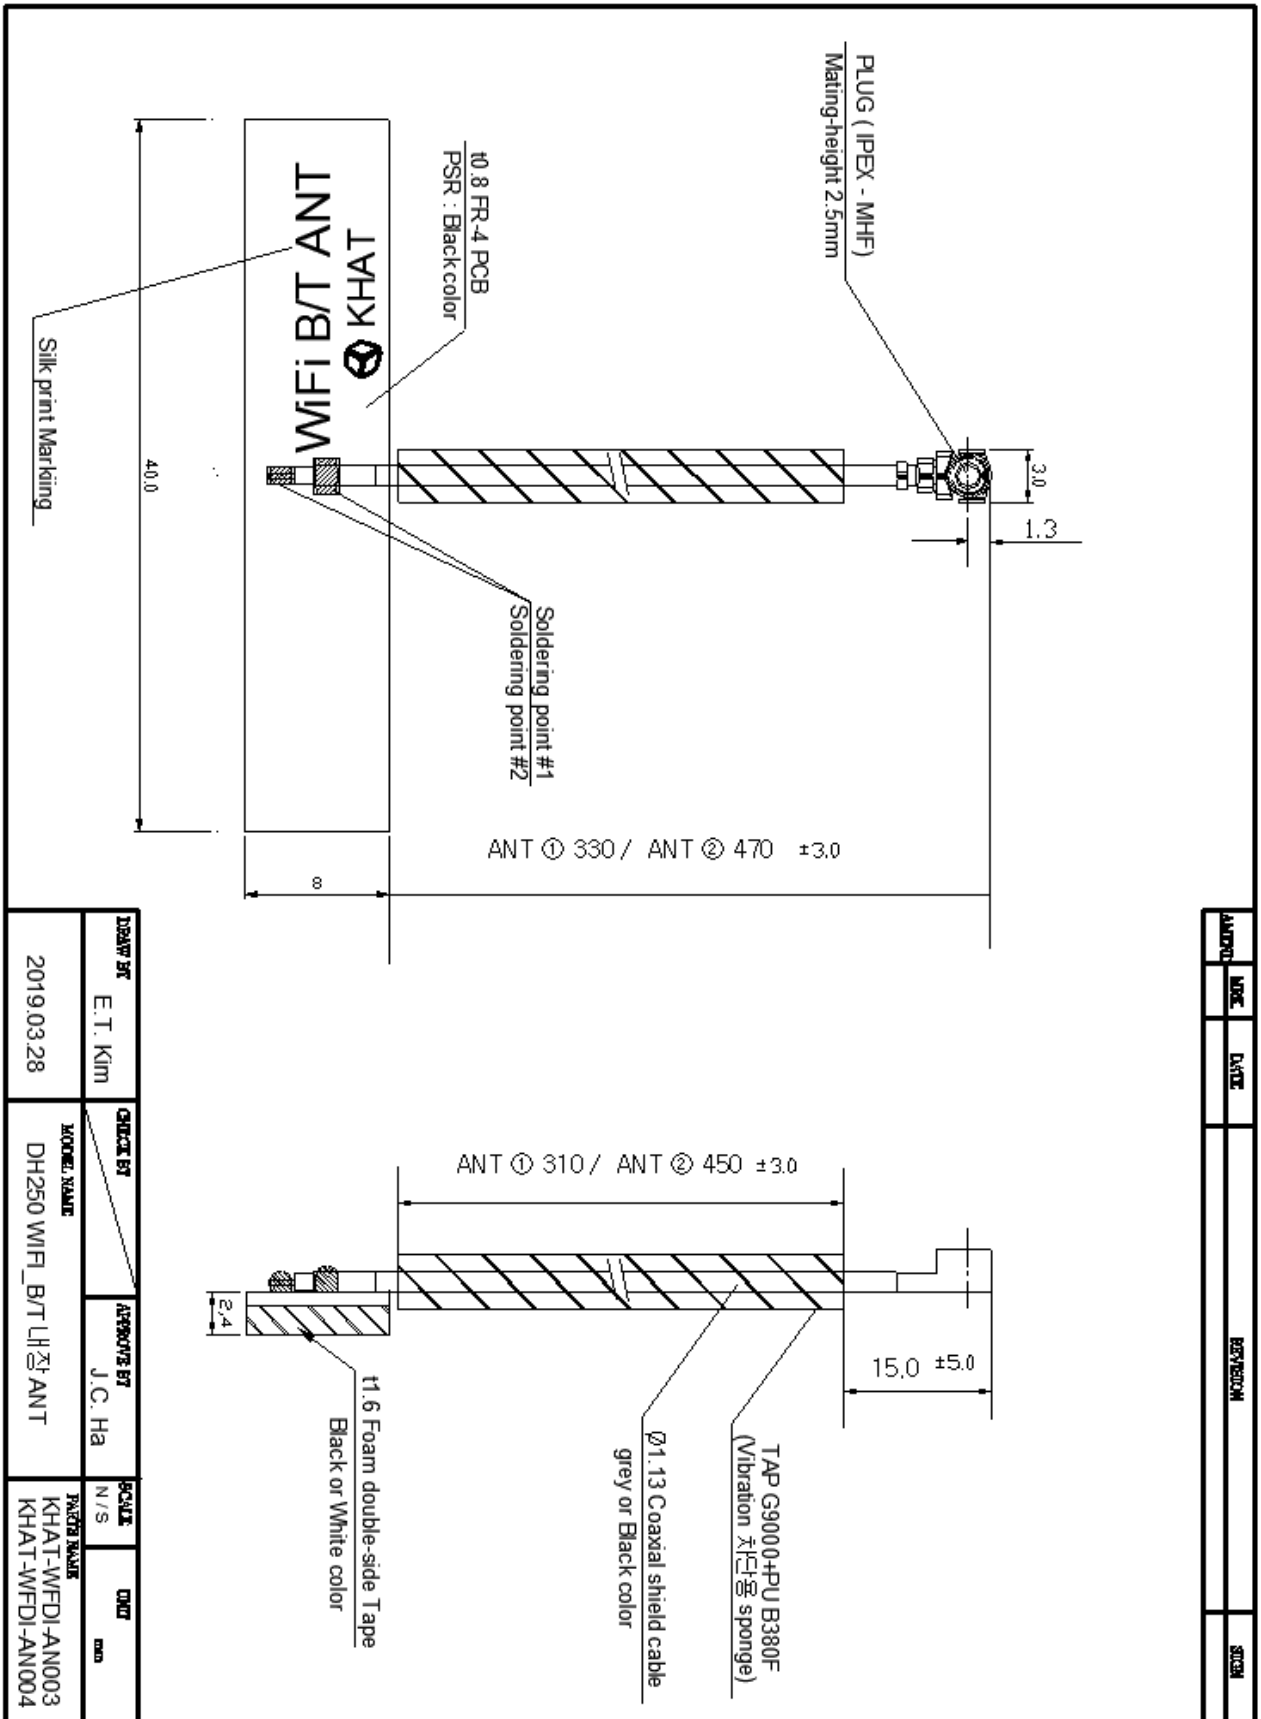 PLUG ( IPEX - MHF)
Mating-height 2.5mm
t0.8 FR-4 PCB
PSR : Black color
KHAT
WiFi B/T ANT
Silk print Markiing
40.0
3.0
1.3
Soldering point #1
Soldering point #2
ANT ① 330 / ANT ② 470 ±3.0
8
ANT ① 310 / ANT ② 450 ±3.0
15.0 ±5.0
2.4
TAP G9000+PU B380F
(Vibration 차단용 sponge)
Ø1.13 Coaxial shield cable
grey or Black color
t1.6 Foam double-side Tape
Black or White color
AMEND
MRK
DATE
REVISION
SIGN
DRAW BY
E.T. Kim
CHECK BY
APPROVE BY
J.C. Ha
SCALE
N / S
UNIT
mm
2019.03.28
MODEL NAME
DH250 WIFI_B/T 내장 ANT
PARTS NAME
KHAT-WFDI-AN003
KHAT-WFDI-AN004